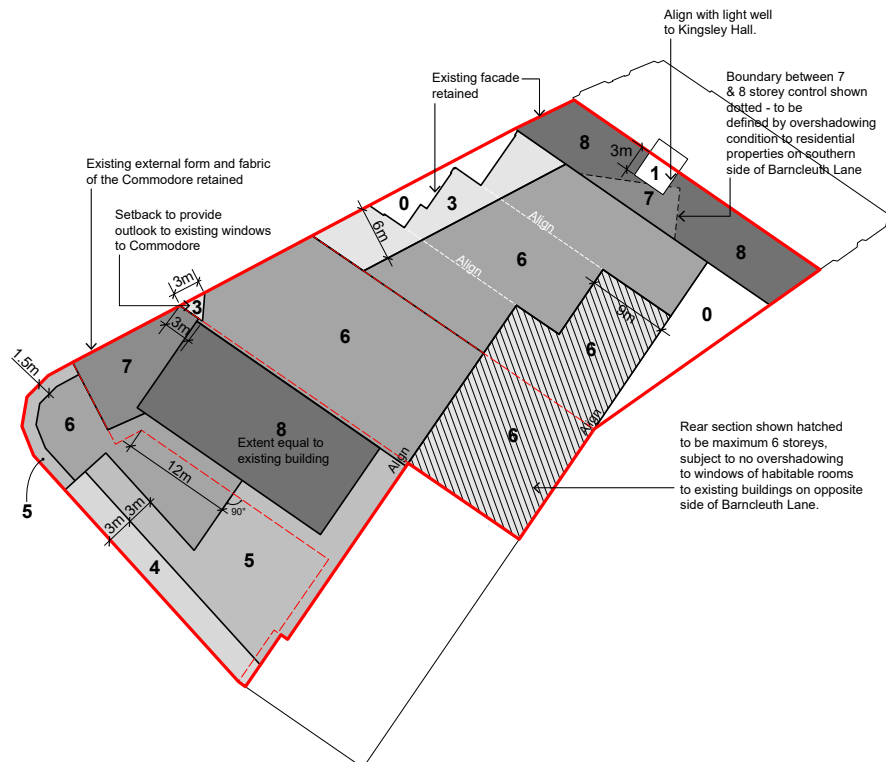 Align with light well
to Kingsley Hall.
Existing facade
retained
Boundary between 7
& 8 storey control shown
dotted - to be
defined by overshadowing
condition to residential
properties on southern
side of Barncleuth Lane
Existing external form and fabric
of the Commodore retained
Setback to provide
outlook to existing windows
to Commodore
8
3m
1
7
8
0
3
6m
Align
Align
6
9m
0
3m
3
3m
6
6
6
Align
7
1.5m
6
8
Extent equal to
existing building
Align
12m
90°
5
3m
3m
4
5
Rear section shown hatched
to be maximum 6 storeys,
subject to no overshadowing
to windows of habitable rooms
to existing buildings on opposite
side of Barncleuth Lane.